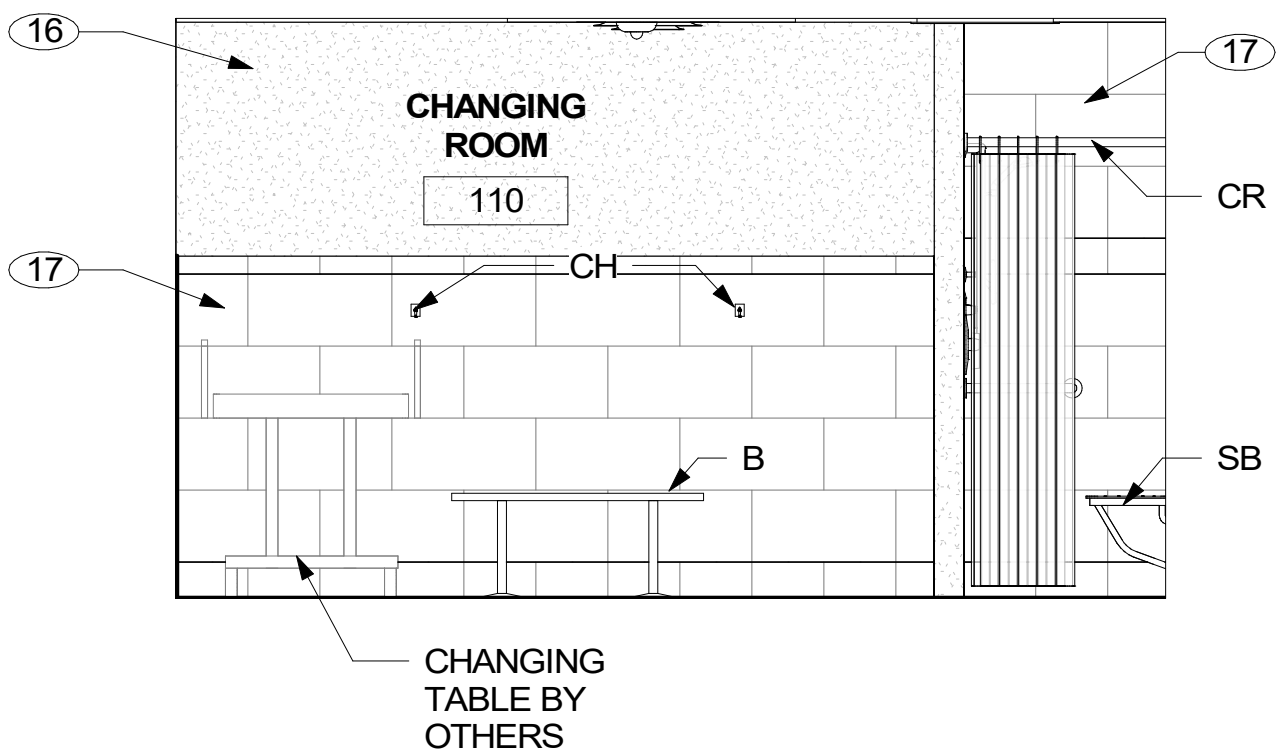 16
17
CHANGING
ROOM
110
CR
17
CH
B
SB
CHANGING
TABLE BY
OTHERS